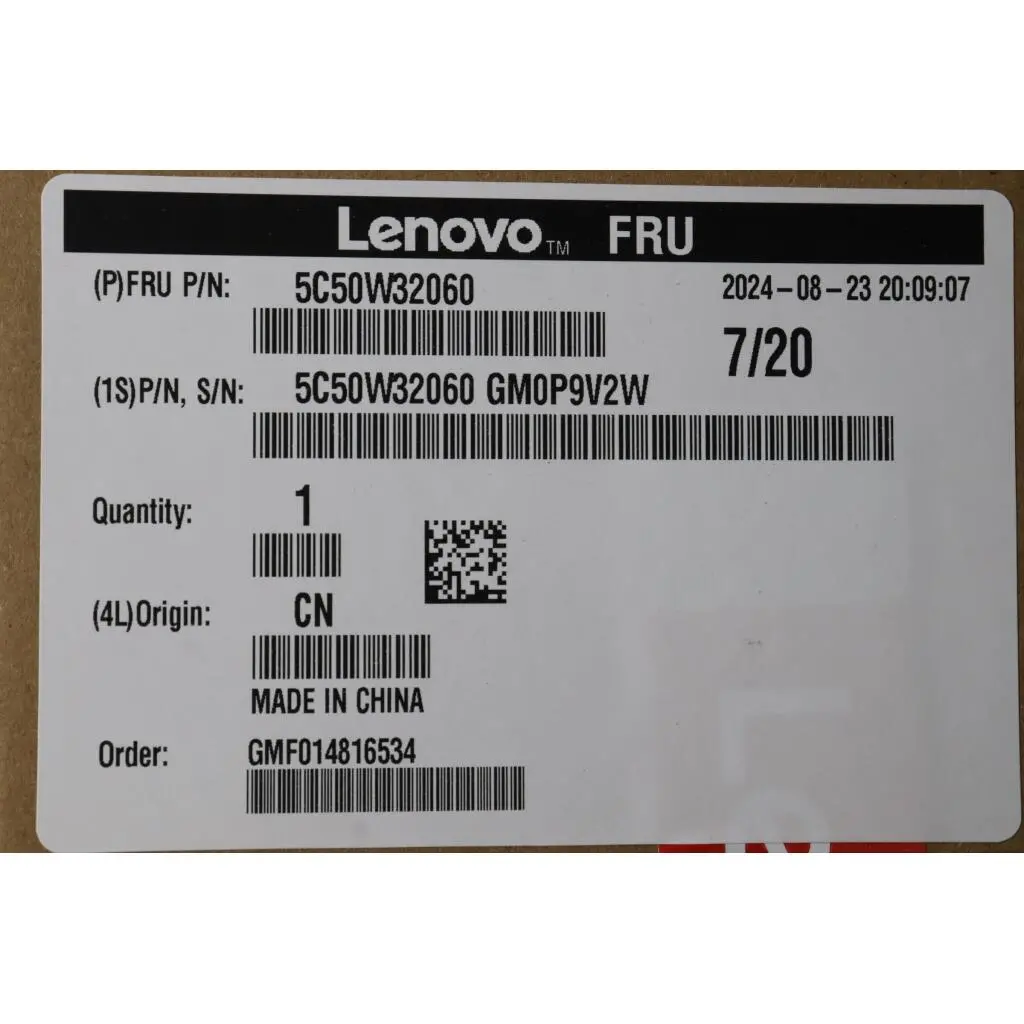 Lenovo™ FRU
(P)FRU P/N: 5C50W32060 2024-08-23 20:09:07
7/20
(1S)P/N, S/N: 5C50W32060 GM0P9V2W
Quantity: 1
(4L)Origin: CN
MADE IN CHINA
Order: GMF014816534